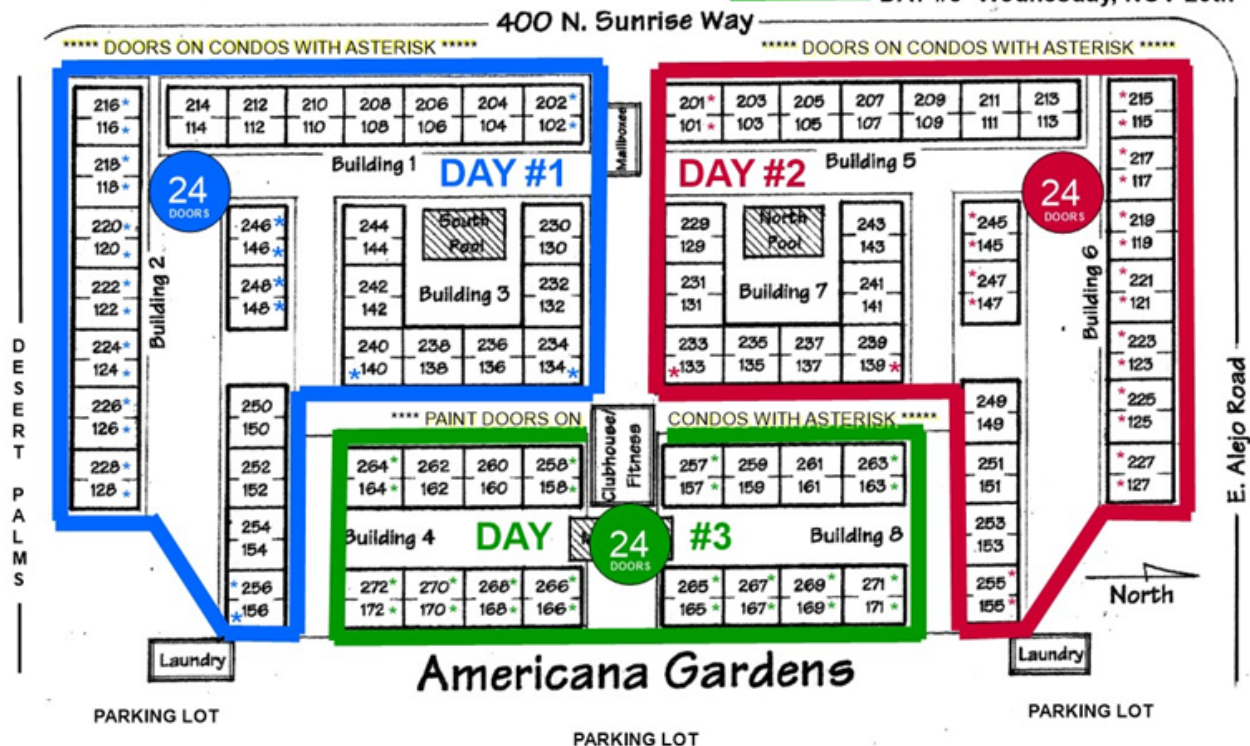 Wednesday, NOV
400 N. Sunrise Way
***** DOORS ON CONDOS WITH ASTERISK *****
***** DOORS ON CONDOS WITH ASTERISK *****
216*
116*
218*
118*
220*
120*
222*
122*
224*
124*
226*
126*
228*
128*
Building 2
24
DOORS
214 212 210 208 206 204 202*
114 112 110 108 106 104 102*
Building 1
DAY #1
Mailboxes
246*
146*
248*
148*
250
150
252
152
254
154
*256
*156
244
144
242
142
South
Pool
Building 3
230
130
232
132
240 238 236 234
*140 138 136 134*
201* 203 205 207 209 211 213
101* 103 105 107 109 111 113
DAY #2
Building 5
24
DOORS
229
129
231
131
North
Pool
Building 7
243
143
241
141
233 235 237 239
*133 135 137 139*
*245
*145
*247
*147
249
149
251
151
253
153
255*
155*
Building 6
*215
*115
*217
*117
*219
*119
*221
*121
*223
*123
*225
*125
*227
*127
DESERT PALMS
E. Alejo Road
**** PAINT DOORS ON
CONDOS WITH ASTERISK *****
Clubhouse/
Fitness
264* 262 260 258*
164* 162 160 158*
257* 259 261 263*
157* 159 161 163*
Building 4
DAY
24
DOORS
#3
Building 8
272* 270* 268* 266*
172* 170* 168* 166*
265* 267* 269* 271*
165* 167* 169* 171*
North
Laundry
Americana Gardens
Laundry
PARKING LOT
PARKING LOT
PARKING LOT